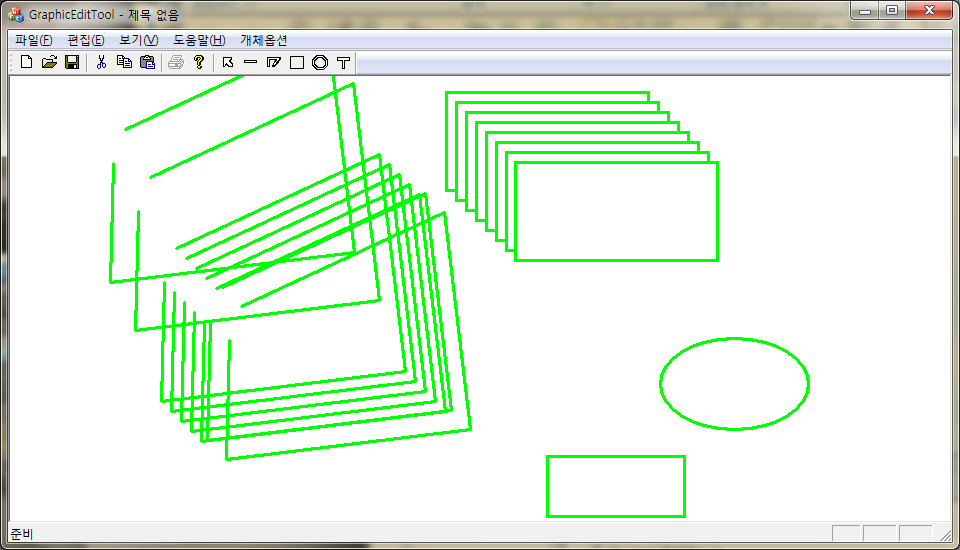 GraphicEditTool - 제목 없음
파일(F) 편집(E) 보기(V) 도움말(H) 개체옵션
준비